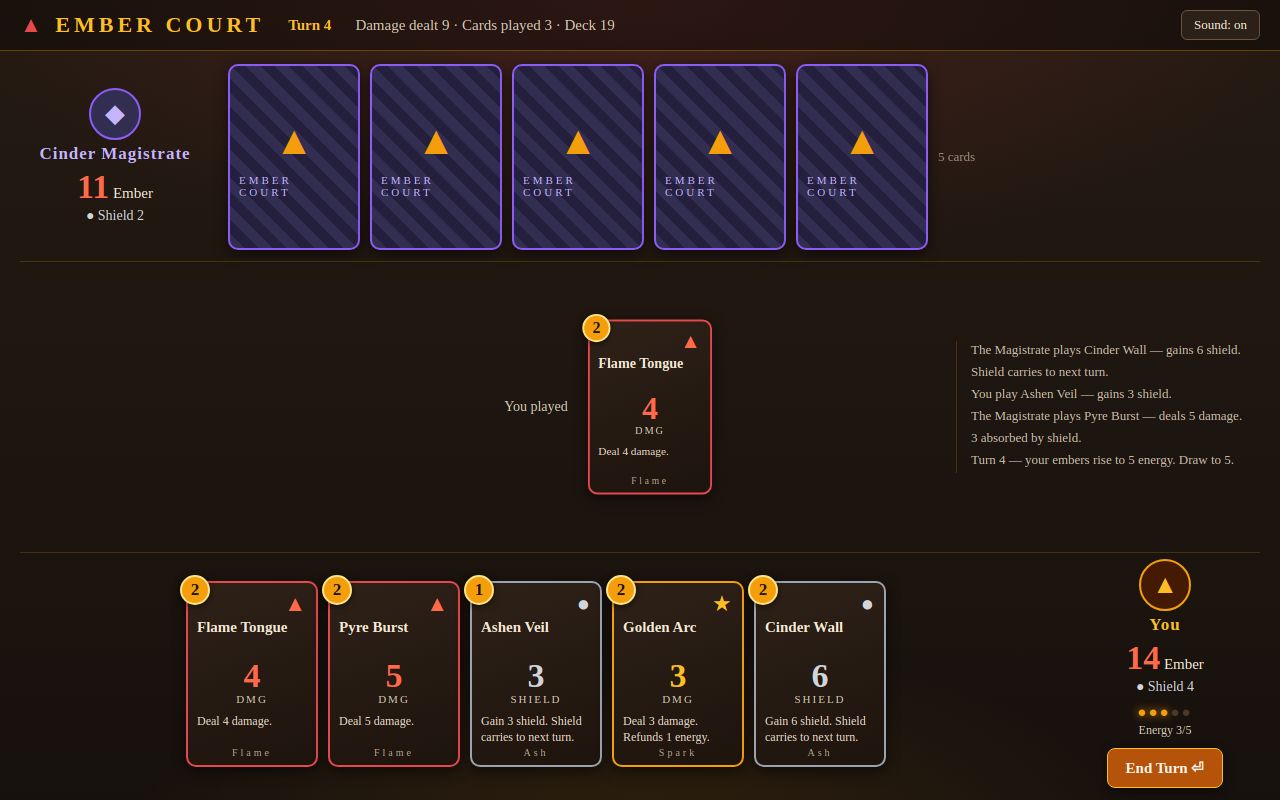 EMBER COURT Turn 4 Damage dealt 9 · Cards played 3 · Deck 19 Sound: on
Cinder Magistrate
11 Ember
Shield 2
EMBER
COURT
EMBER
COURT
EMBER
COURT
EMBER
COURT
EMBER
COURT
5 cards
You played
2
Flame Tongue
4
DMG
Deal 4 damage.
Flame
The Magistrate plays Cinder Wall — gains 6 shield.
Shield carries to next turn.
You play Ashen Veil — gains 3 shield.
The Magistrate plays Pyre Burst — deals 5 damage.
3 absorbed by shield.
Turn 4 — your embers rise to 5 energy. Draw to 5.
2
Flame Tongue
4
DMG
Deal 4 damage.
Flame
2
Pyre Burst
5
DMG
Deal 5 damage.
Flame
1
Ashen Veil
3
SHIELD
Gain 3 shield. Shield
carries to next turn.
Ash
2
Golden Arc
3
DMG
Deal 3 damage.
Refunds 1 energy.
Spark
2
Cinder Wall
6
SHIELD
Gain 6 shield. Shield
carries to next turn.
Ash
You
14 Ember
Shield 4
Energy 3/5
End Turn ⏎